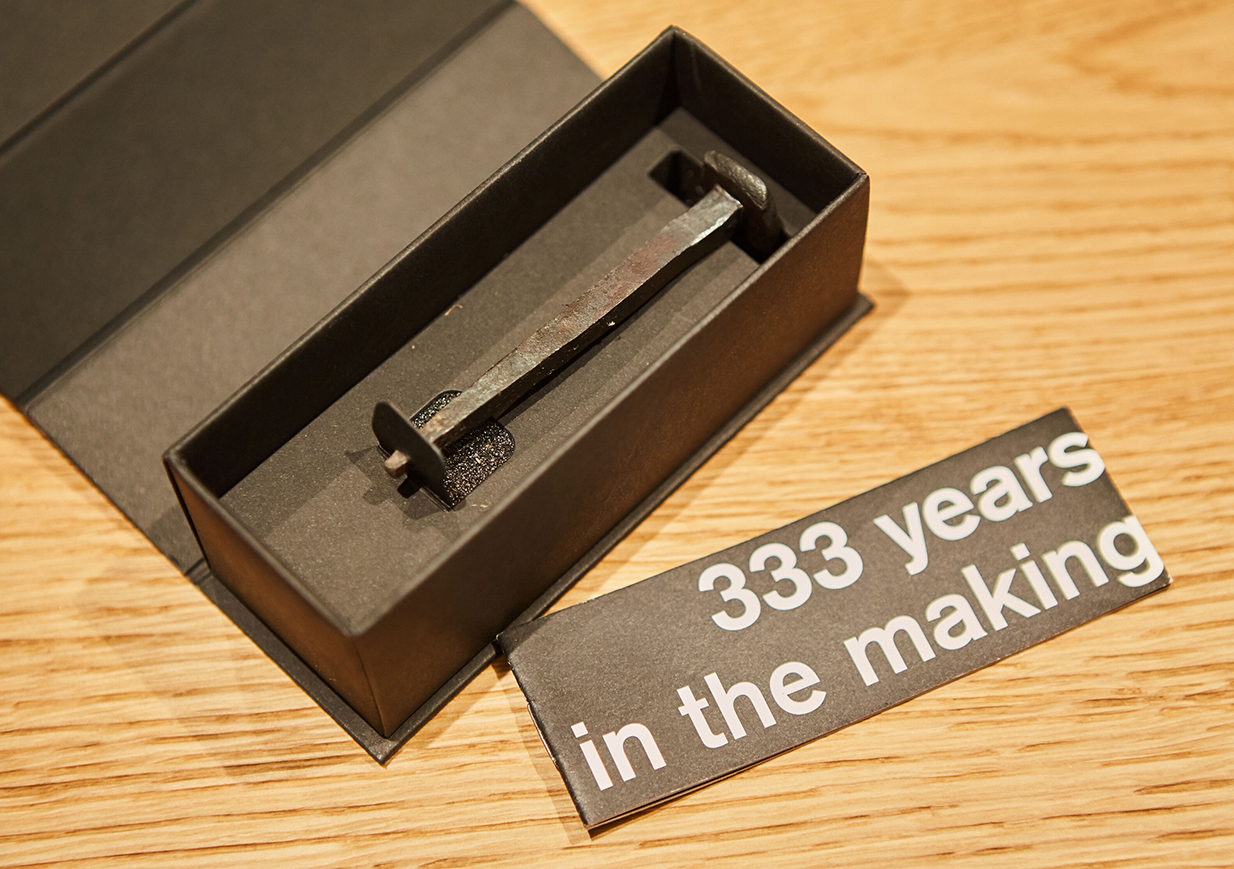 333 years
in the making